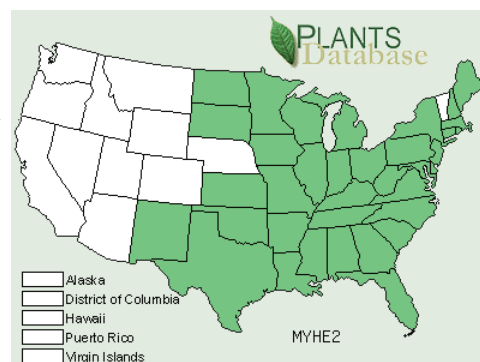 PLANTS
Database
Alaska
District of Columbia
Hawaii
Puerto Rico
Virgin Islands
MYHE2